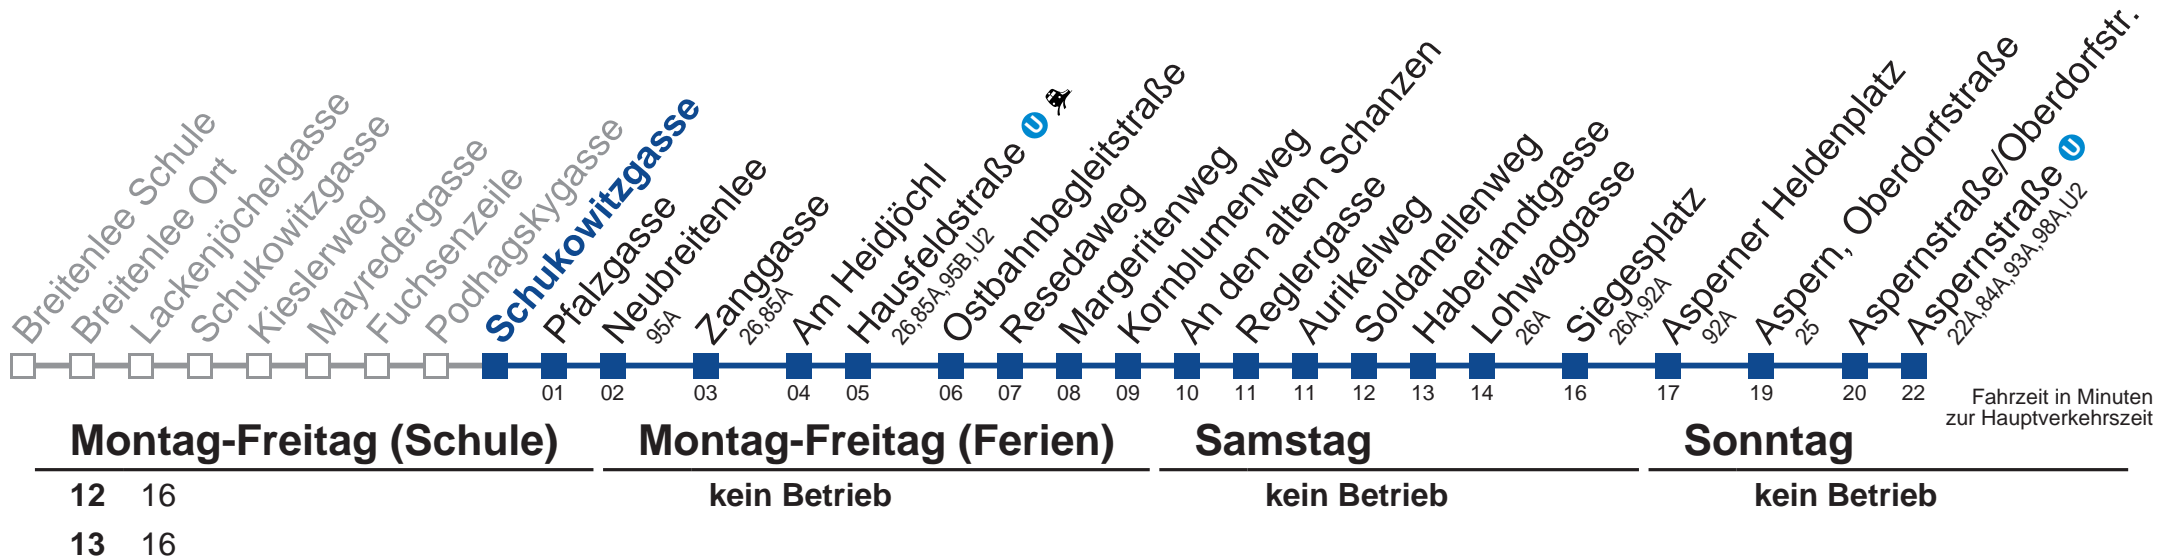 Breitenlee Schule
Breitenlee Ort
Lackenjöchelgasse
Schukowitzgasse
Kieslerweg
Mayredergasse
Fuchsenzeile
Podhagskygasse
Schukowitzgasse
Pfalzgasse
Neubreitenlee
95A
Zanggasse
26,85A
Am Heidjöchl
Hausfeldstraße U
26,85A,95B,U2
Ostbahnbegleitstraße
Resedaweg
Margeritenweg
Kornblumenweg
An den alten Schanzen
Reglergasse
Aurikelweg
Soldanellenweg
Haberlandtgasse
Lohwaggasse
26A
Siegesplatz
26A,92A
Asperner Heldenplatz
92A
Aspern, Oberdorfstraße
25
Aspernstraße/Oberdorfstr.
Aspernstraße U
22A,84A,93A,98A,U2
01 02 03 04 05 06 07 08 09 10 11 11 12 13 14 16 17 19 20 22
Fahrzeit in Minuten
zur Hauptverkehrszeit
Montag-Freitag (Schule) Montag-Freitag (Ferien) Samstag Sonntag
12 16 kein Betrieb kein Betrieb kein Betrieb
13 16